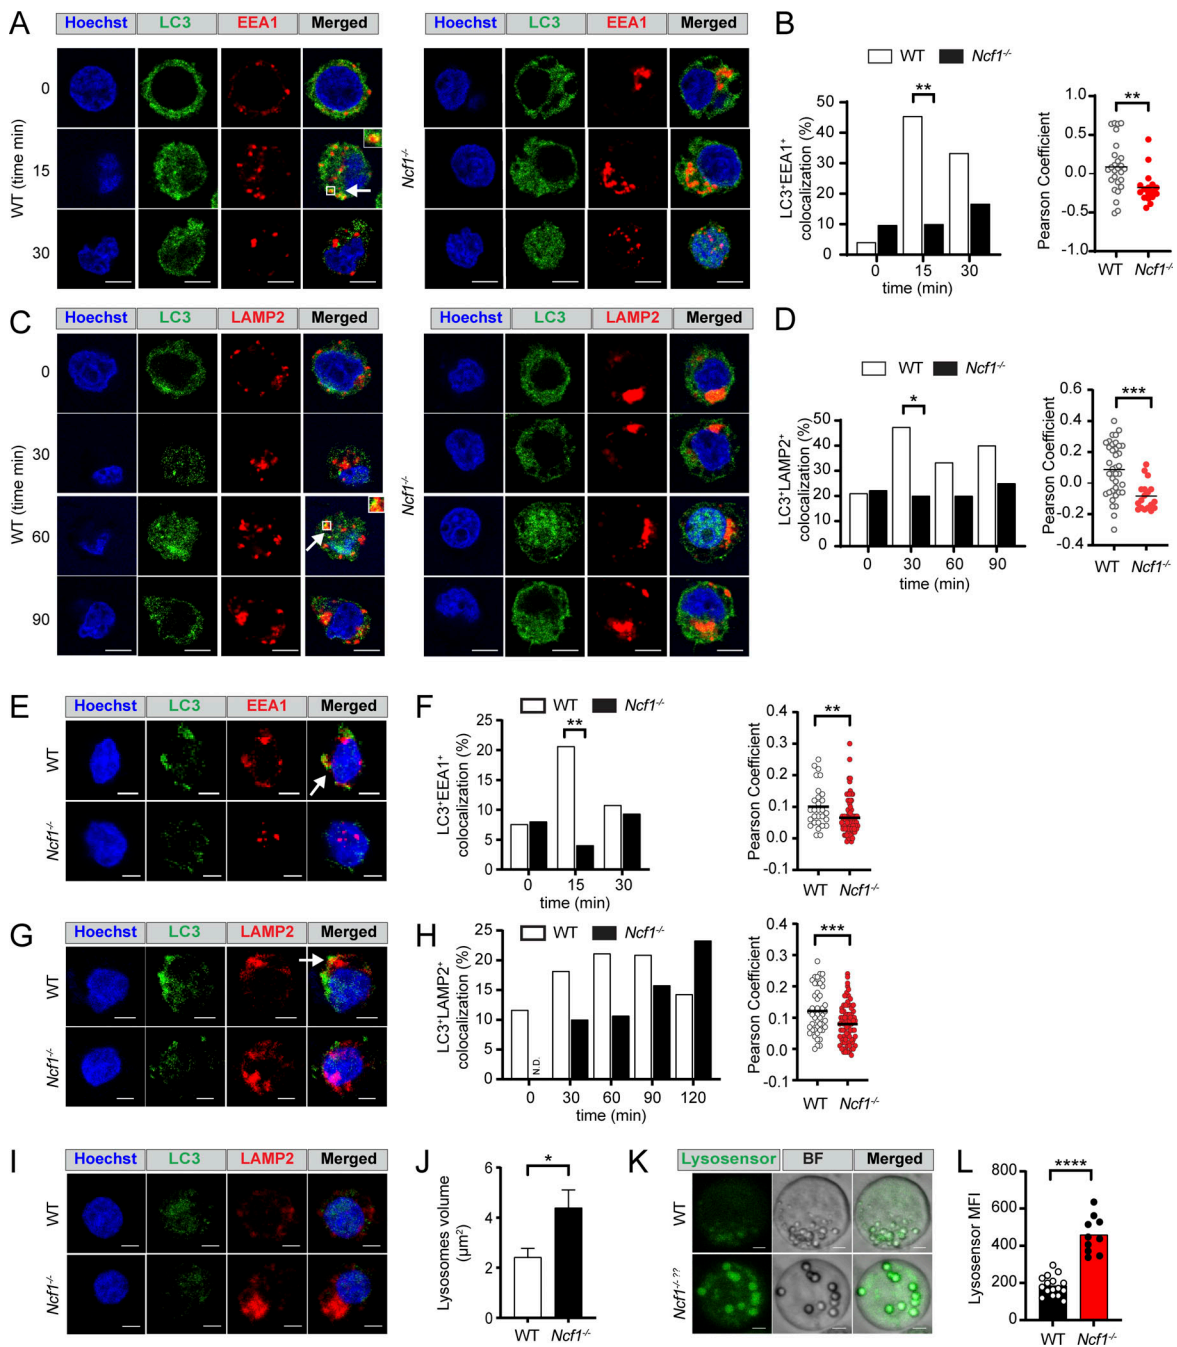 A
Hoechst LC3 EEA1 Merged
Hoechst LC3 EEA1 Merged
WT (time min)
0
15
30
Ncf1-/-
B
WT Ncf1-/-
**
LC3+EEA1+
colocalization (%)
50
40
30
20
10
0
0 15 30
time (min)
**
Pearson Coefficient
1.0
0.5
0.0
-0.5
-1.0
WT Ncf1-/-
C
Hoechst LC3 LAMP2 Merged
Hoechst LC3 LAMP2 Merged
WT (time min)
0
30
60
90
Ncf1-/-
D
WT Ncf1-/-
*
LC3+LAMP2+
colocalization (%)
50
40
30
20
10
0
0 30 60 90
time (min)
***
Pearson Coefficient
0.6
0.4
0.2
0.0
-0.2
-0.4
WT Ncf1-/-
E
Hoechst LC3 EEA1 Merged
WT
Ncf1-/-
F
WT Ncf1-/-
**
LC3+EEA1+
colocalization (%)
25
20
15
10
5
0
0 15 30
time (min)
**
Pearson Coefficient
0.4
0.3
0.2
0.1
0.0
-0.1
WT Ncf1-/-
G
Hoechst LC3 LAMP2 Merged
WT
Ncf1-/-
H
WT Ncf1-/-
LC3+LAMP2+
colocalization (%)
25
20
15
10
5
0
N.D.
0 30 60 90 120
time (min)
***
Pearson Coefficient
0.4
0.3
0.2
0.1
0.0
-0.1
WT Ncf1-/-
I
Hoechst LC3 LAMP2 Merged
WT
Ncf1-/-
J
*
Lysosomes volume
(µm²)
6
4
2
0
WT Ncf1-/-
K
Lysosensor BF Merged
WT
Ncf1-/- ??
L
****
Lysosensor MFI
800
600
400
200
0
WT Ncf1-/-